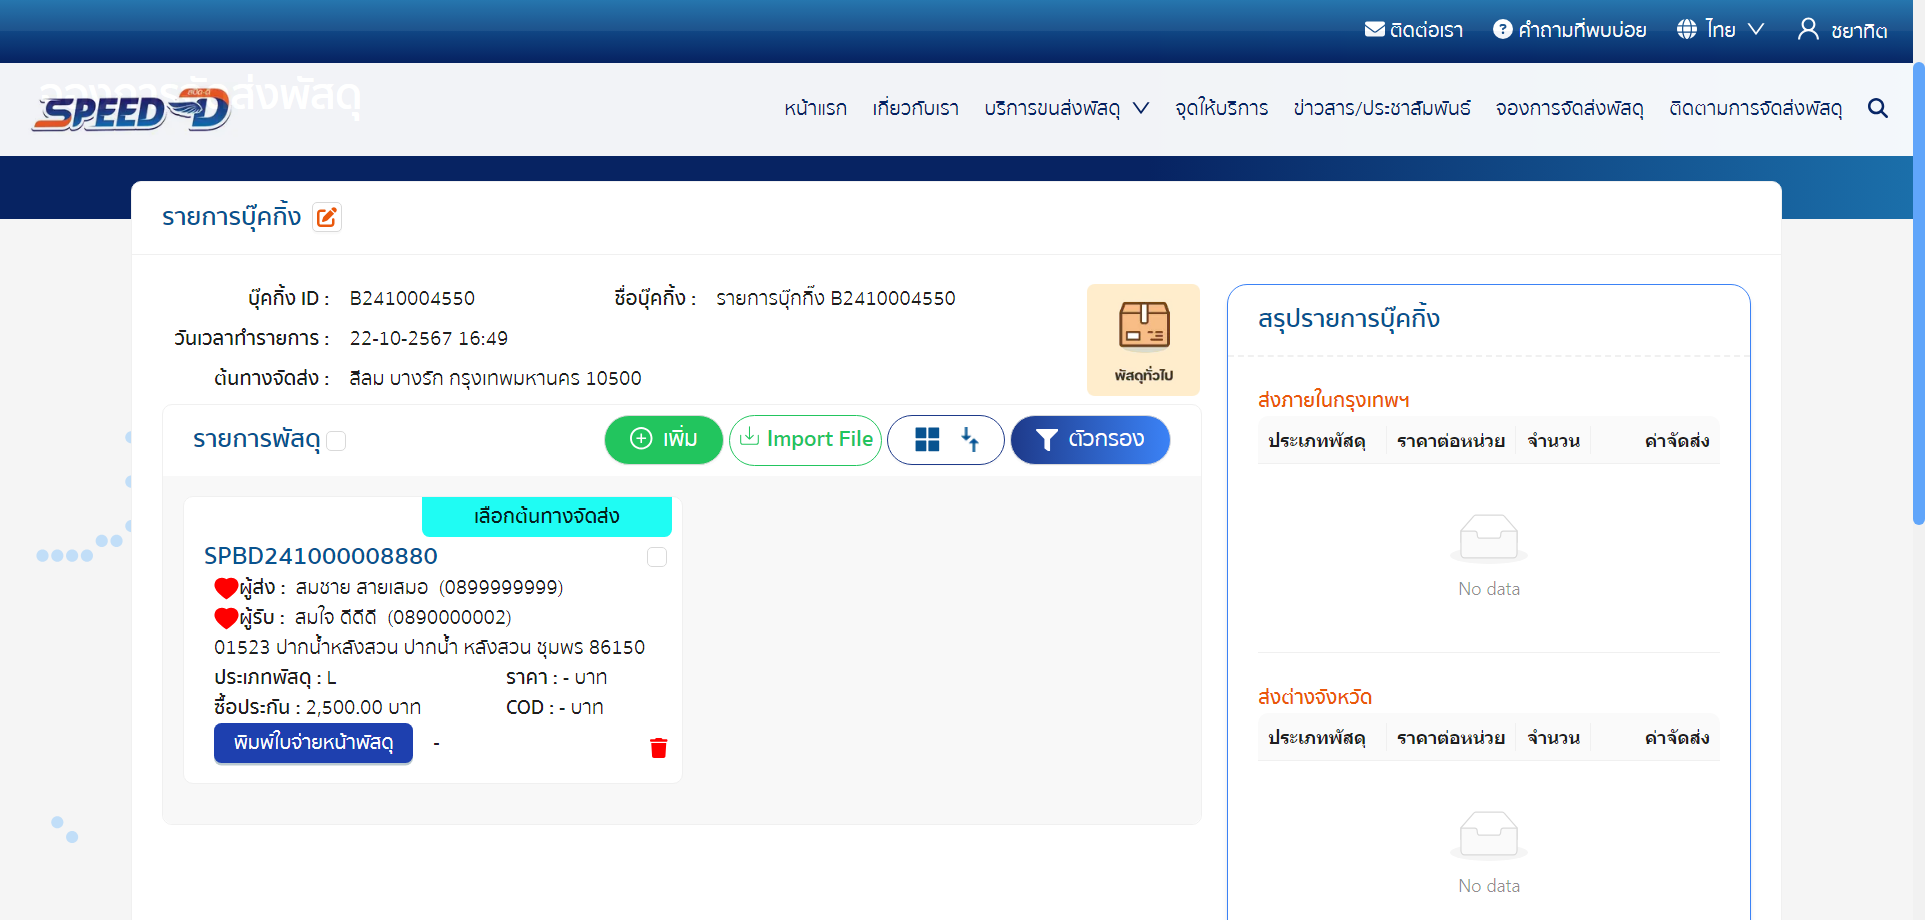 ติดต่อเรา คำถามที่พบบ่อย ไทย ชยาทิต
จองการจัดส่งพัสดุ
SPEED-D
หน้าแรก เกี่ยวกับเรา บริการขนส่งพัสดุ จุดให้บริการ ข่าวสาร/ประชาสัมพันธ์ จองการจัดส่งพัสดุ ติดตามการจัดส่งพัสดุ
รายการบุ๊คกิ้ง
บุ๊คกิ้ง ID : B2410004550 ชื่อบุ๊คกิ้ง : รายการบุ๊กกิ๊ง B2410004550
วันเวลาทำรายการ : 22-10-2567 16:49
ต้นทางจัดส่ง : สีลม บางรัก กรุงเทพมหานคร 10500
พัสดุทั่วไป
รายการพัสดุ เพิ่ม Import File ตัวกรอง
เลือกต้นทางจัดส่ง
SPBD241000008880
ผู้ส่ง : สมชาย สายเสมอ (0899999999)
ผู้รับ : สมใจ ดีดีดี (0890000002)
01523 ปากน้ำหลังสวน ปากน้ำ หลังสวน ชุมพร 86150
ประเภทพัสดุ : L ราคา : - บาท
ซื้อประกัน : 2,500.00 บาท COD : - บาท
พิมพ์ใบจ่ายหน้าพัสดุ -
สรุปรายการบุ๊คกิ้ง
ส่งภายในกรุงเทพฯ
ประเภทพัสดุ ราคาต่อหน่วย จำนวน ค่าจัดส่ง
No data
ส่งต่างจังหวัด
ประเภทพัสดุ ราคาต่อหน่วย จำนวน ค่าจัดส่ง
No data